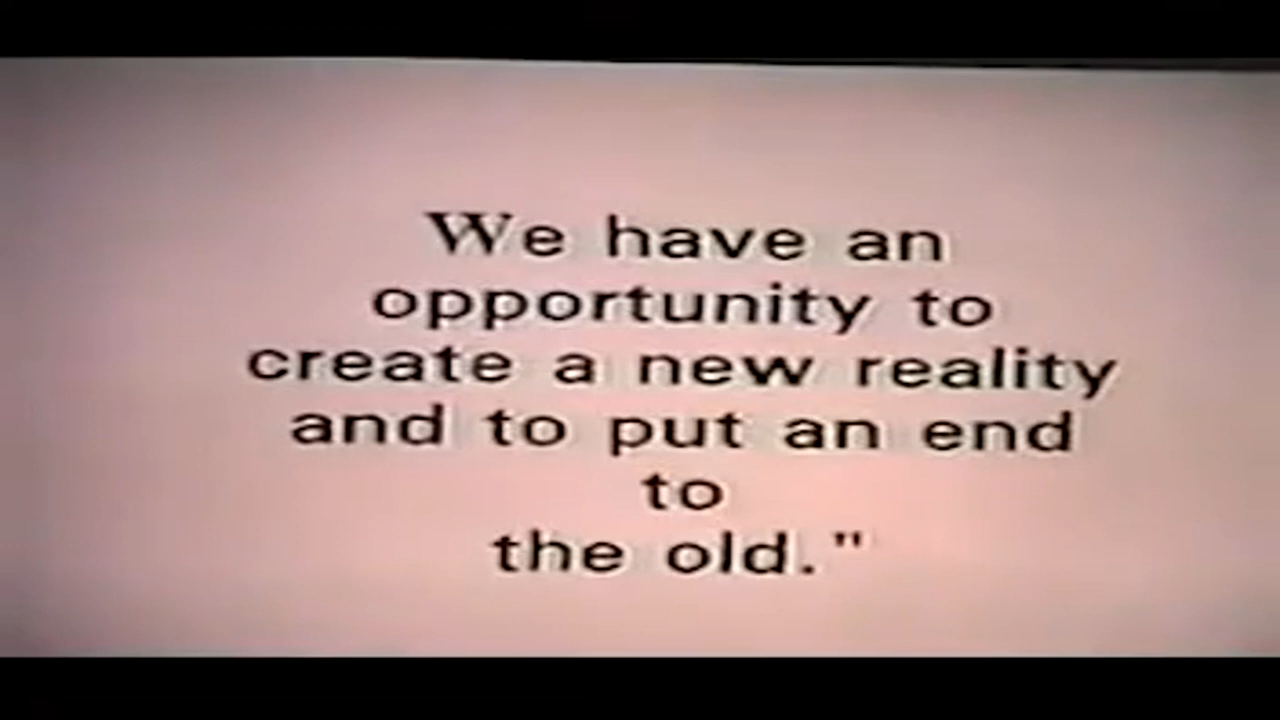 We have an
opportunity to
create a new reality
and to put an end
to
the old."